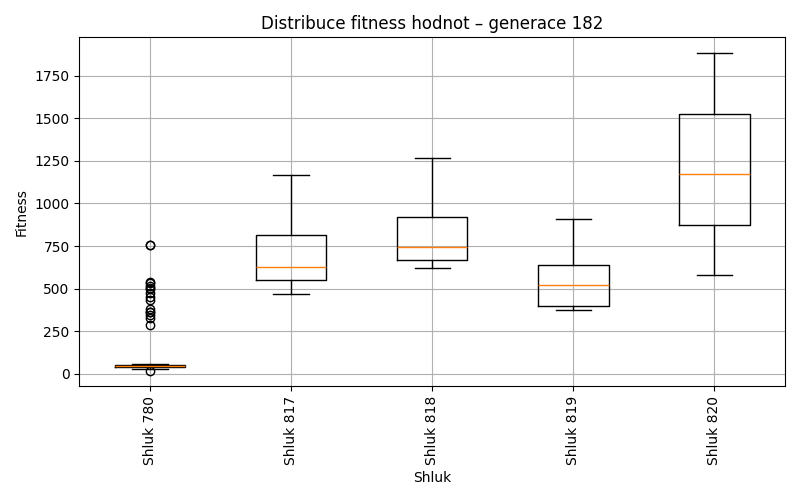 Distribuce fitness hodnot – generace 182
Fitness
1750
1500
1250
1000
750
500
250
0
Shluk 780
Shluk 817
Shluk 818
Shluk 819
Shluk 820
Shluk